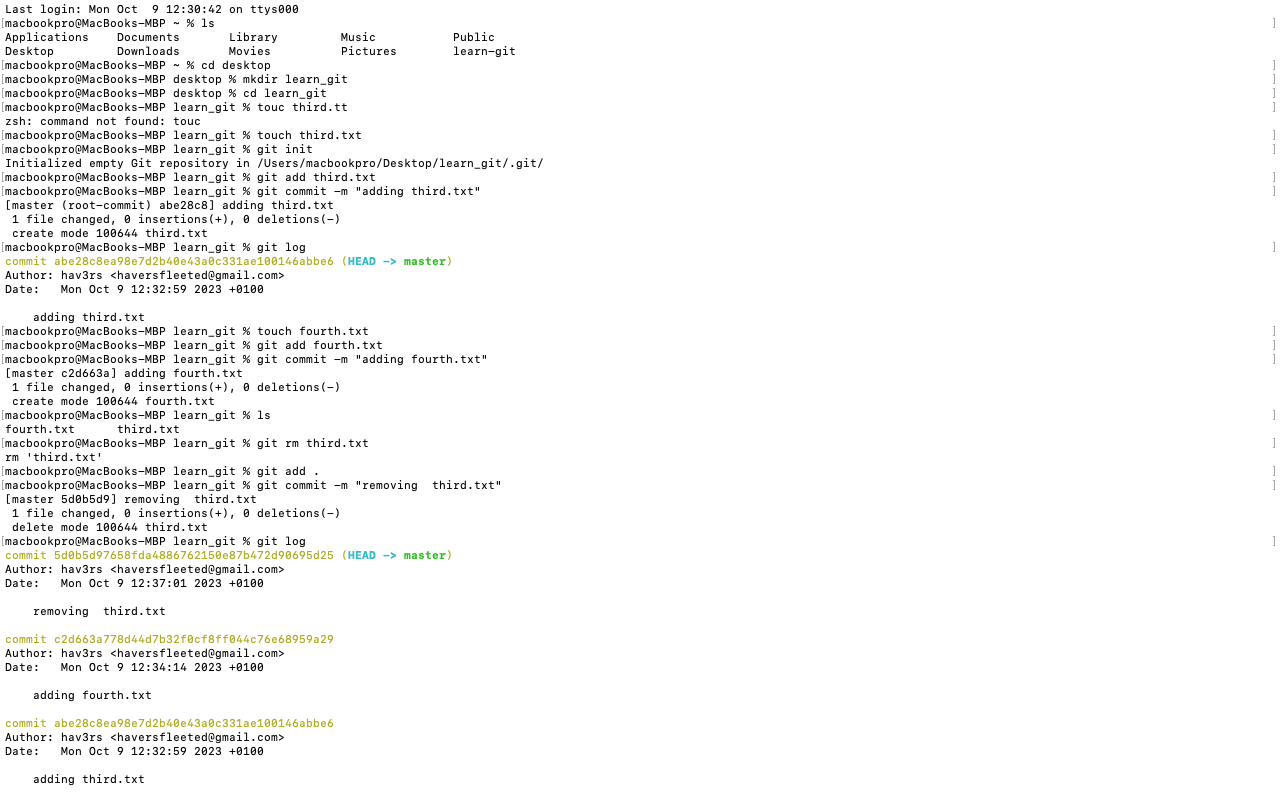 Last login: Mon Oct  9 12:30:42 on ttys000
[macbookpro@MacBooks-MBP ~ % ls ]
Applications    Documents       Library         Music           Public
Desktop         Downloads       Movies          Pictures        learn-git
[macbookpro@MacBooks-MBP ~ % cd desktop ]
[macbookpro@MacBooks-MBP desktop % mkdir learn_git ]
[macbookpro@MacBooks-MBP desktop % cd learn_git ]
[macbookpro@MacBooks-MBP learn_git % touc third.tt ]
zsh: command not found: touc
[macbookpro@MacBooks-MBP learn_git % touch third.txt ]
[macbookpro@MacBooks-MBP learn_git % git init ]
Initialized empty Git repository in /Users/macbookpro/Desktop/learn_git/.git/
[macbookpro@MacBooks-MBP learn_git % git add third.txt ]
[macbookpro@MacBooks-MBP learn_git % git commit -m "adding third.txt" ]
[master (root-commit) abe28c8] adding third.txt
 1 file changed, 0 insertions(+), 0 deletions(-)
 create mode 100644 third.txt
[macbookpro@MacBooks-MBP learn_git % git log ]
commit abe28c8ea98e7d2b40e43a0c331ae100146abbe6 (HEAD -> master)
Author: hav3rs <haversfleeted@gmail.com>
Date:   Mon Oct 9 12:32:59 2023 +0100
    adding third.txt
[macbookpro@MacBooks-MBP learn_git % touch fourth.txt ]
[macbookpro@MacBooks-MBP learn_git % git add fourth.txt ]
[macbookpro@MacBooks-MBP learn_git % git commit -m "adding fourth.txt" ]
[master c2d663a] adding fourth.txt
 1 file changed, 0 insertions(+), 0 deletions(-)
 create mode 100644 fourth.txt
[macbookpro@MacBooks-MBP learn_git % ls ]
fourth.txt      third.txt
[macbookpro@MacBooks-MBP learn_git % git rm third.txt ]
rm 'third.txt'
[macbookpro@MacBooks-MBP learn_git % git add . ]
[macbookpro@MacBooks-MBP learn_git % git commit -m "removing  third.txt" ]
[master 5d0b5d9] removing  third.txt
 1 file changed, 0 insertions(+), 0 deletions(-)
 delete mode 100644 third.txt
[macbookpro@MacBooks-MBP learn_git % git log ]
commit 5d0b5d97658fda4886762150e87b472d90695d25 (HEAD -> master)
Author: hav3rs <haversfleeted@gmail.com>
Date:   Mon Oct 9 12:37:01 2023 +0100
    removing  third.txt
commit c2d663a778d44d7b32f0cf8ff044c76e68959a29
Author: hav3rs <haversfleeted@gmail.com>
Date:   Mon Oct 9 12:34:14 2023 +0100
    adding fourth.txt
commit abe28c8ea98e7d2b40e43a0c331ae100146abbe6
Author: hav3rs <haversfleeted@gmail.com>
Date:   Mon Oct 9 12:32:59 2023 +0100
    adding third.txt